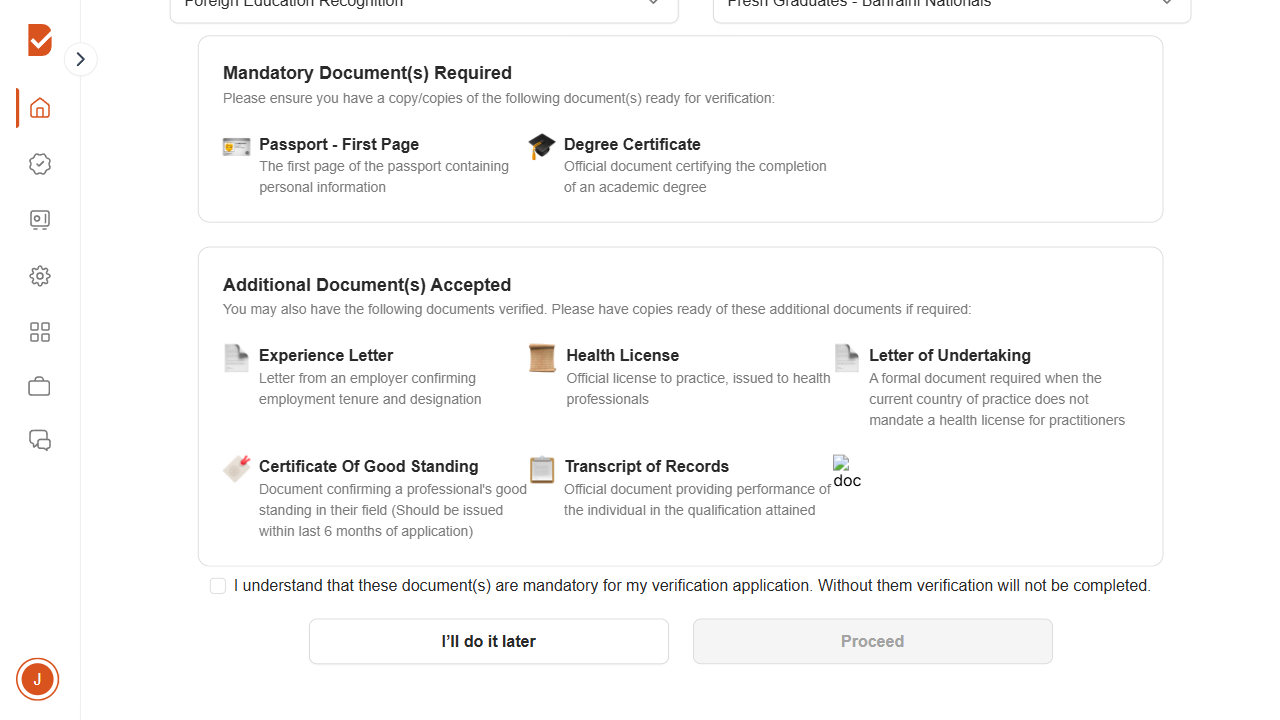 Foreign Education Recognition
Fresh Graduates - Bahraini Nationals
Mandatory Document(s) Required
Please ensure you have a copy/copies of the following document(s) ready for verification:
Passport - First Page
The first page of the passport containing
personal information
Degree Certificate
Official document certifying the completion
of an academic degree
Additional Document(s) Accepted
You may also have the following documents verified. Please have copies ready of these additional documents if required:
Experience Letter
Letter from an employer confirming
employment tenure and designation
Health License
Official license to practice, issued to health
professionals
Letter of Undertaking
A formal document required when the
current country of practice does not
mandate a health license for practitioners
Certificate Of Good Standing
Document confirming a professional's good
standing in their field (Should be issued
within last 6 months of application)
Transcript of Records
Official document providing performance of
the individual in the qualification attained
doc
I understand that these document(s) are mandatory for my verification application. Without them verification will not be completed.
I’ll do it later
Proceed
J